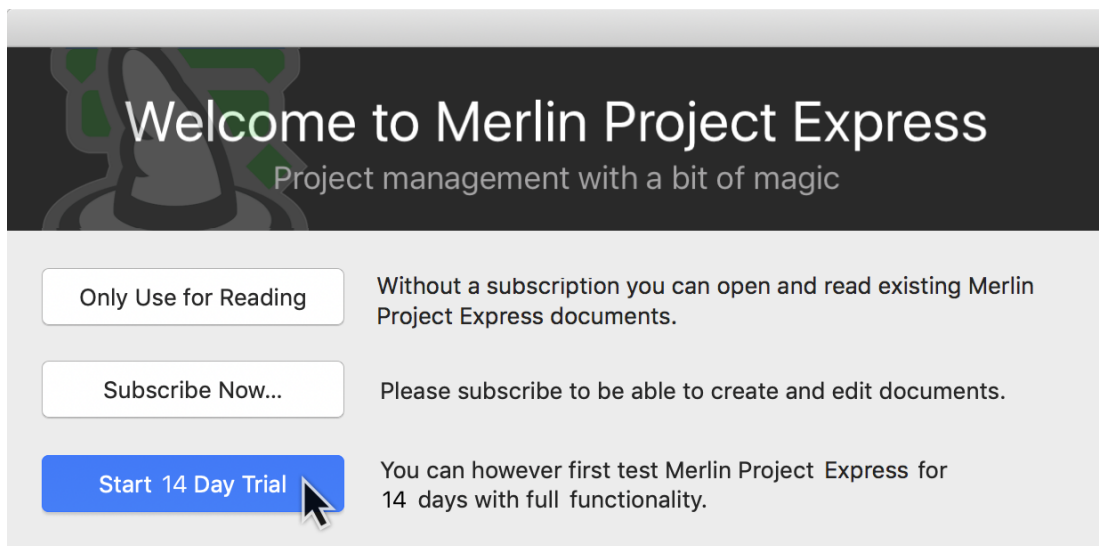 Welcome to Merlin Project Express
Project management with a bit of magic
Only Use for Reading
Without a subscription you can open and read existing Merlin
Project Express documents.
Subscribe Now...
Please subscribe to be able to create and edit documents.
Start 14 Day Trial
You can however first test Merlin Project Express for
14 days with full functionality.